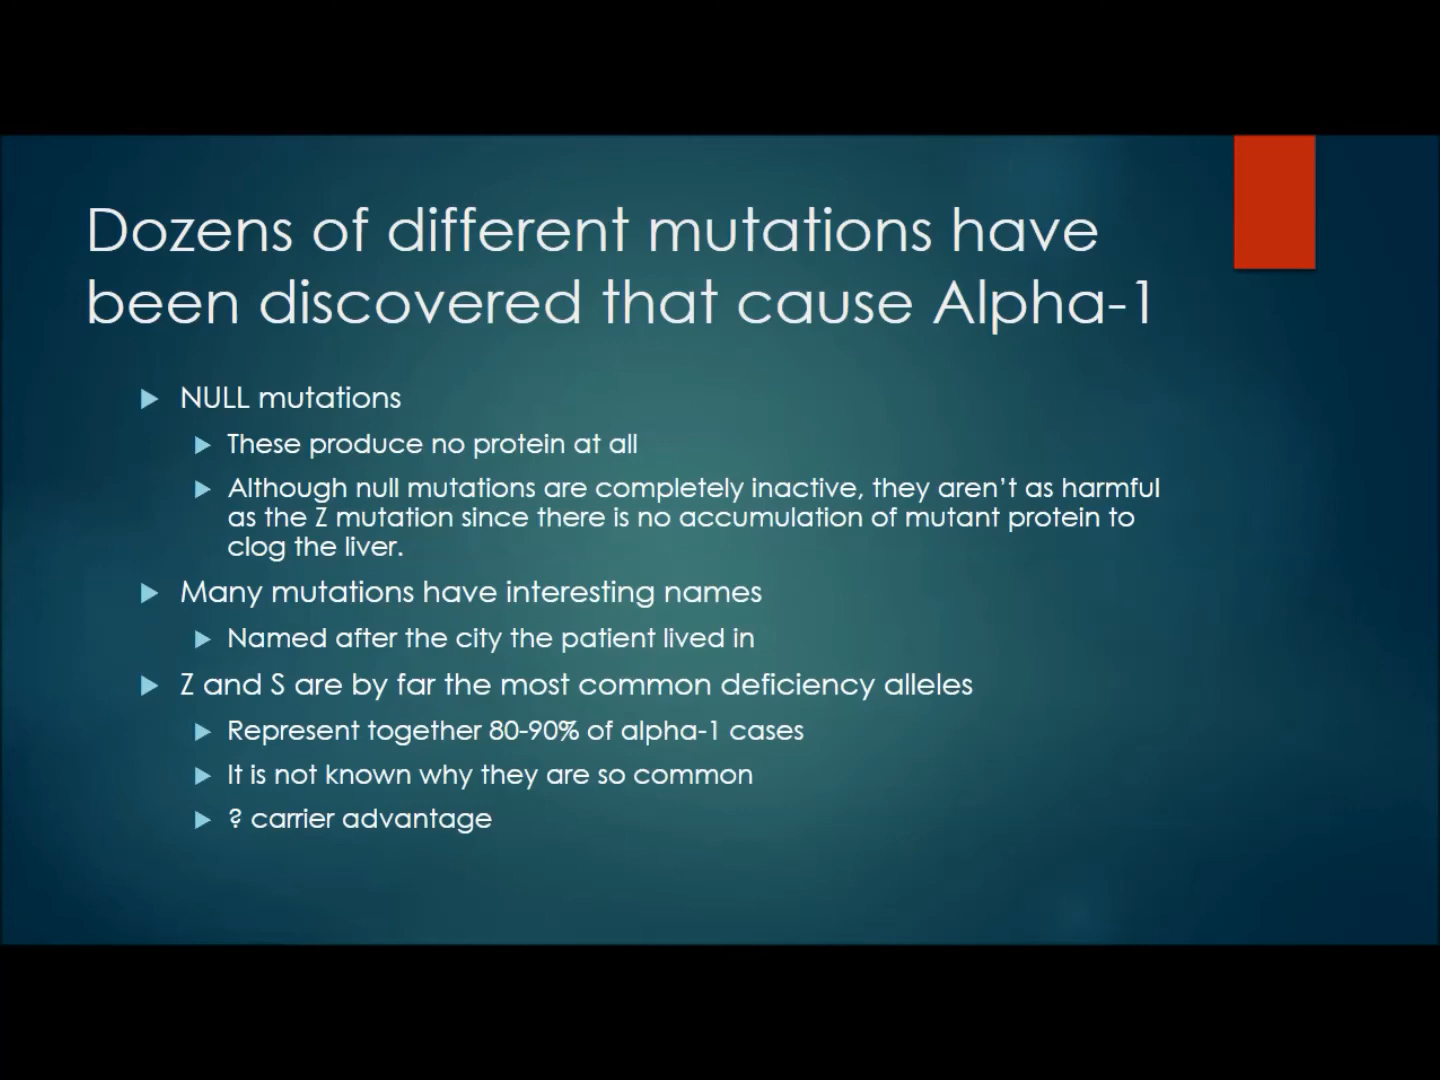 Dozens of different mutations have
been discovered that cause Alpha-1
NULL mutations
These produce no protein at all
Although null mutations are completely inactive, they aren't as harmful
as the Z mutation since there is no accumulation of mutant protein to
clog the liver.
Many mutations have interesting names
Named after the city the patient lived in
Z and S are by far the most common deficiency alleles
Represent together 80-90% of alpha-1 cases
It is not known why they are so common
? carrier advantage